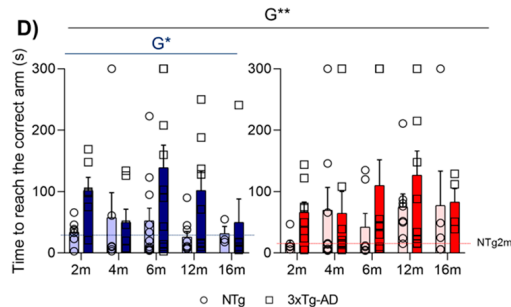 D)
G**
G*
Time to reach the correct arm (s)
300
200
100
0
2m 4m 6m 12m 16m
300
200
100
0
2m 4m 6m 12m 16m
NTg2m
NTg 3xTg-AD